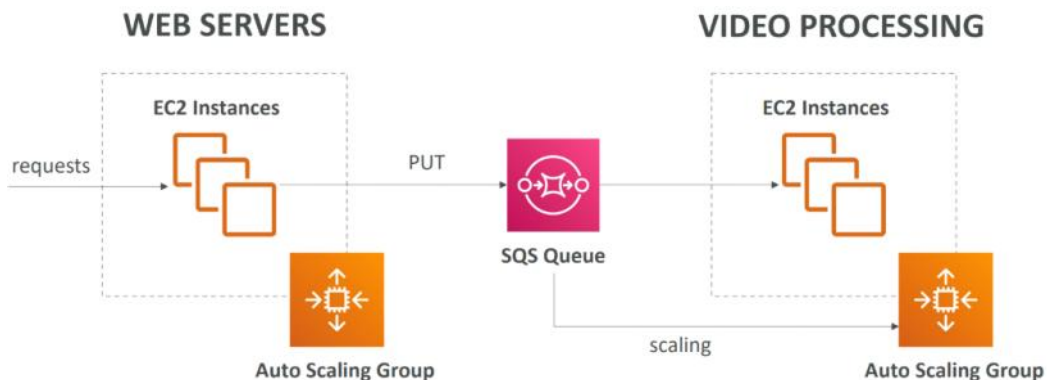 WEB SERVERS
VIDEO PROCESSING
EC2 Instances
EC2 Instances
requests
PUT
SQS Queue
scaling
Auto Scaling Group
Auto Scaling Group